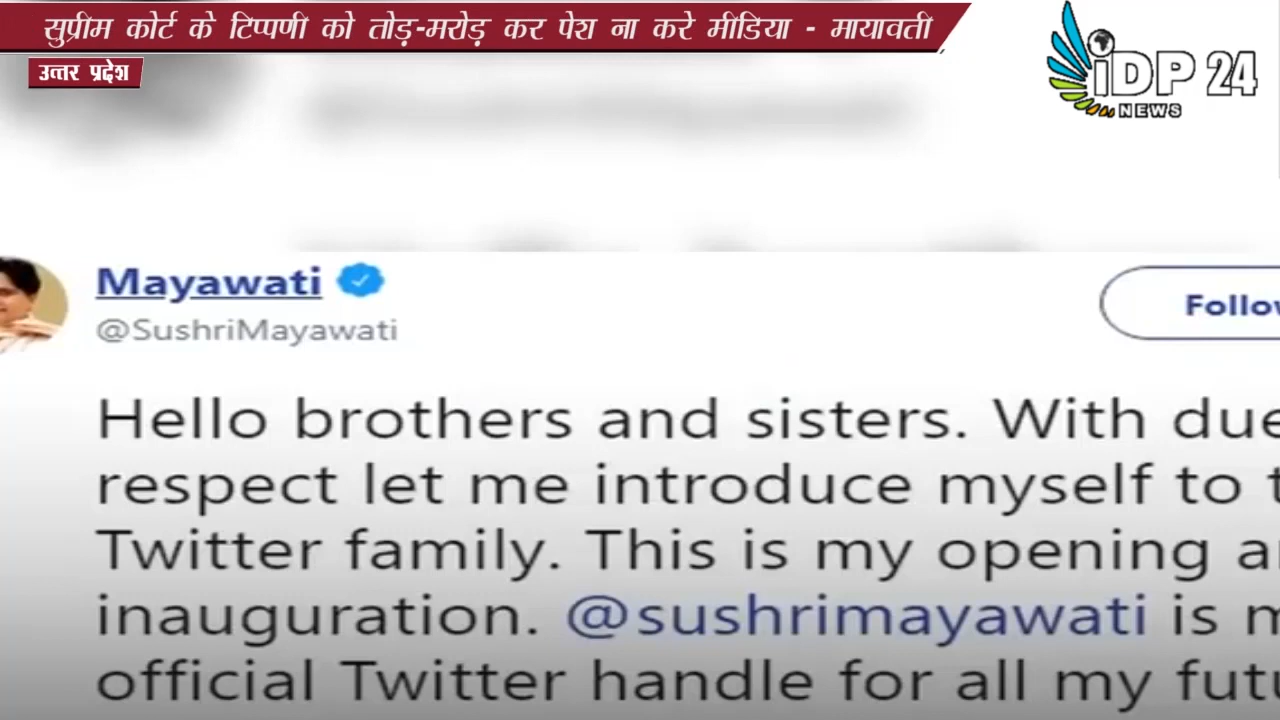 सुप्रीम कोर्ट के टिप्पणी को तोड़-मरोड़ कर पेश ना करे मीडिया - मायावती
उत्तर प्रदेश
iDP 24
NEWS
Mayawati
@SushriMayawati
Follow
Hello brothers and sisters. With due
respect let me introduce myself to
Twitter family. This is my opening
inauguration. @sushrimayawati is
official Twitter handle for all my